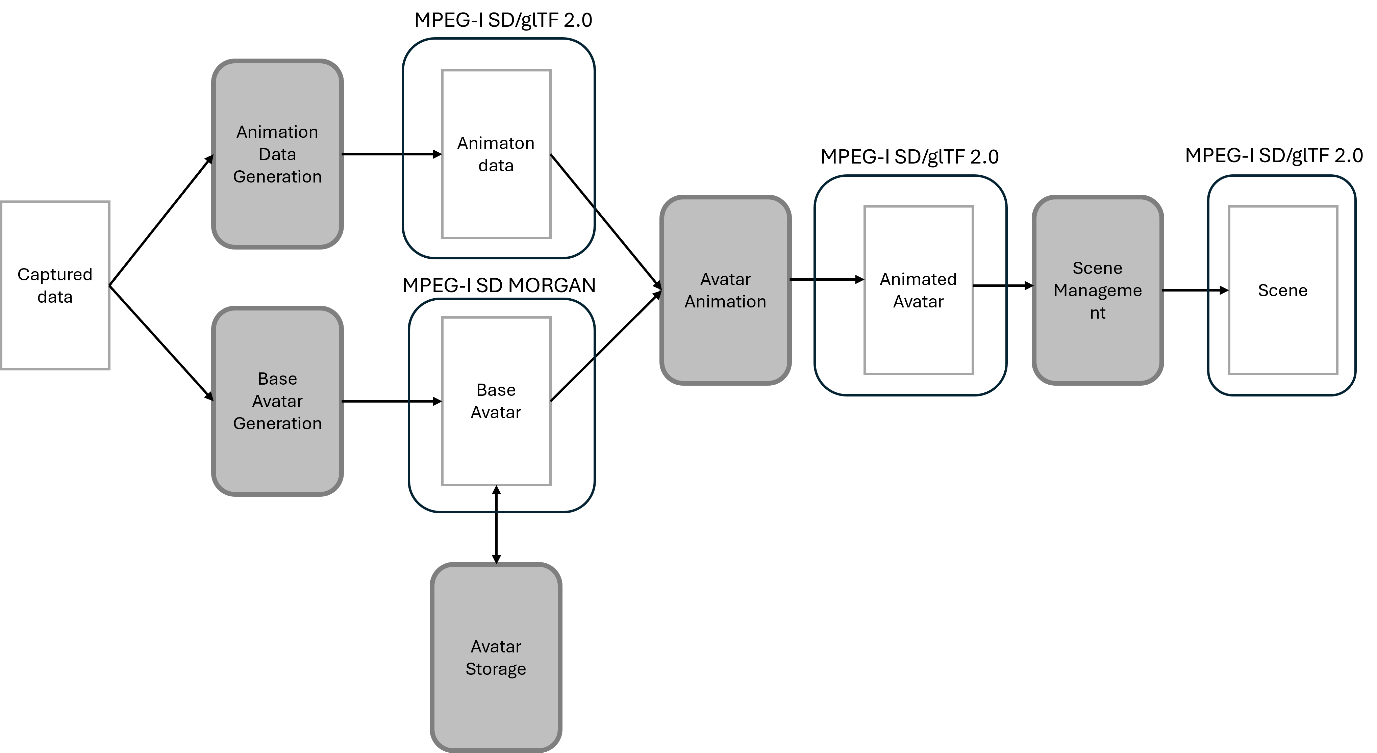 MPEG-I SD/glTF 2.0
Animation
Data
Generation
Animaton
data
MPEG-I SD/glTF 2.0
MPEG-I SD/glTF 2.0
Captured
data
MPEG-I SD MORGAN
Avatar
Animation
Animated
Avatar
Scene
Manageme
nt
Scene
Base
Avatar
Generation
Base
Avatar
Avatar
Storage